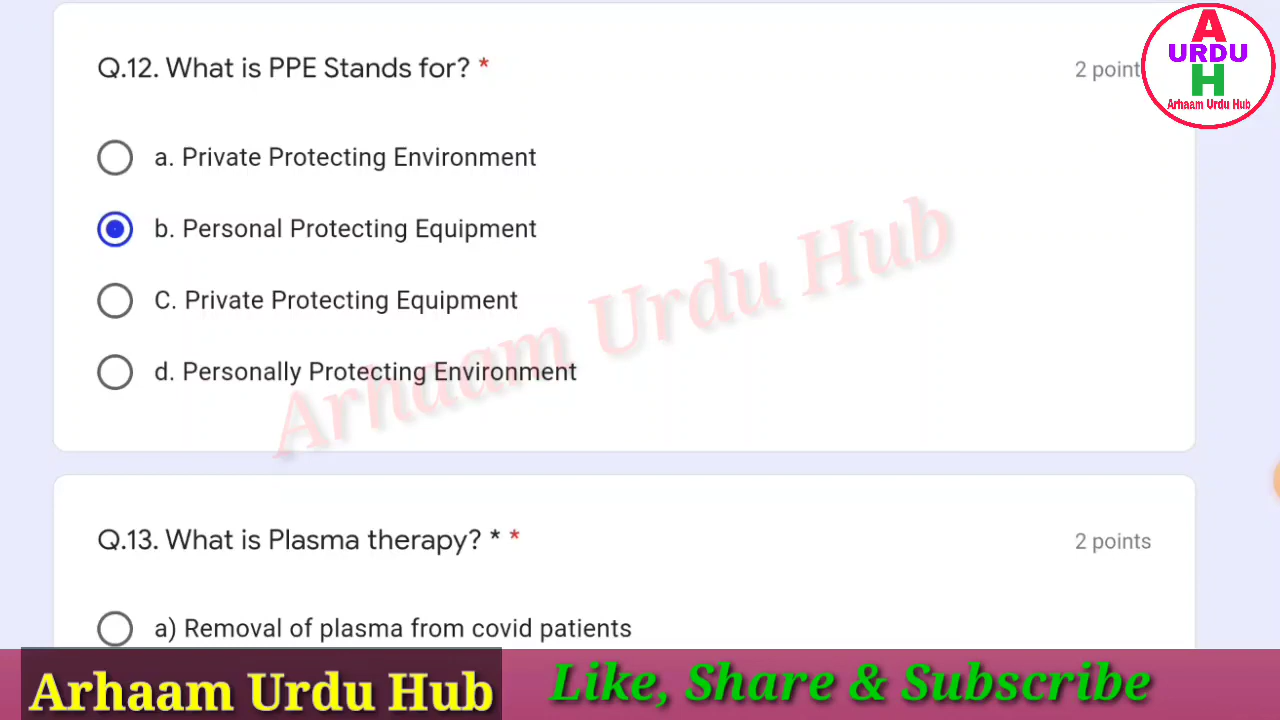 Q.12. What is PPE Stands for? *
2 point
A
URDU
H
Arhaam Urdu Hub
a. Private Protecting Environment
b. Personal Protecting Equipment
C. Private Protecting Equipment
d. Personally Protecting Environment
Arhaam Urdu Hub
Q.13. What is Plasma therapy? * *
2 points
a) Removal of plasma from covid patients
Arhaam Urdu Hub
Like, Share & Subscribe